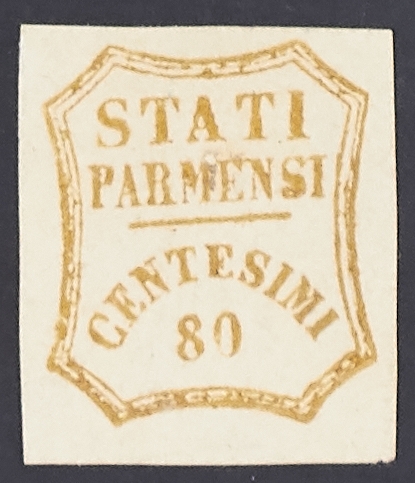 STATI
PARMENSI
CENTESIMI
80